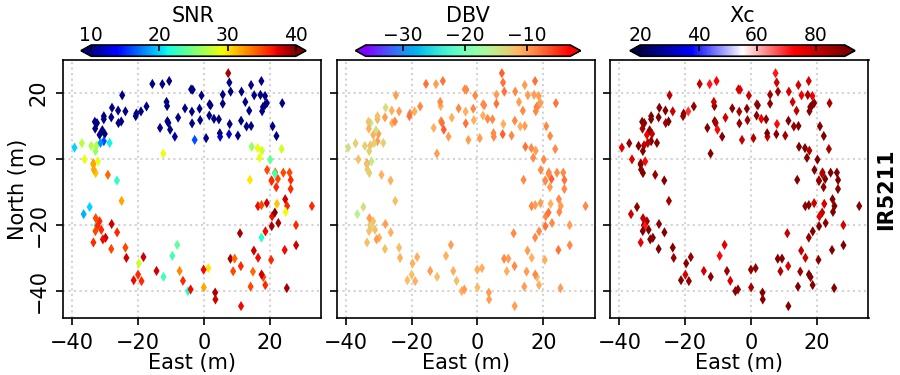 SNR DBV Xc
10 20 30 40 −30 −20 −10 20 40 60 80
20
0
−20
−40
North (m)
IR5211
−40 −20 0 20 −40 −20 0 20 −40 −20 0 20
East (m) East (m) East (m)